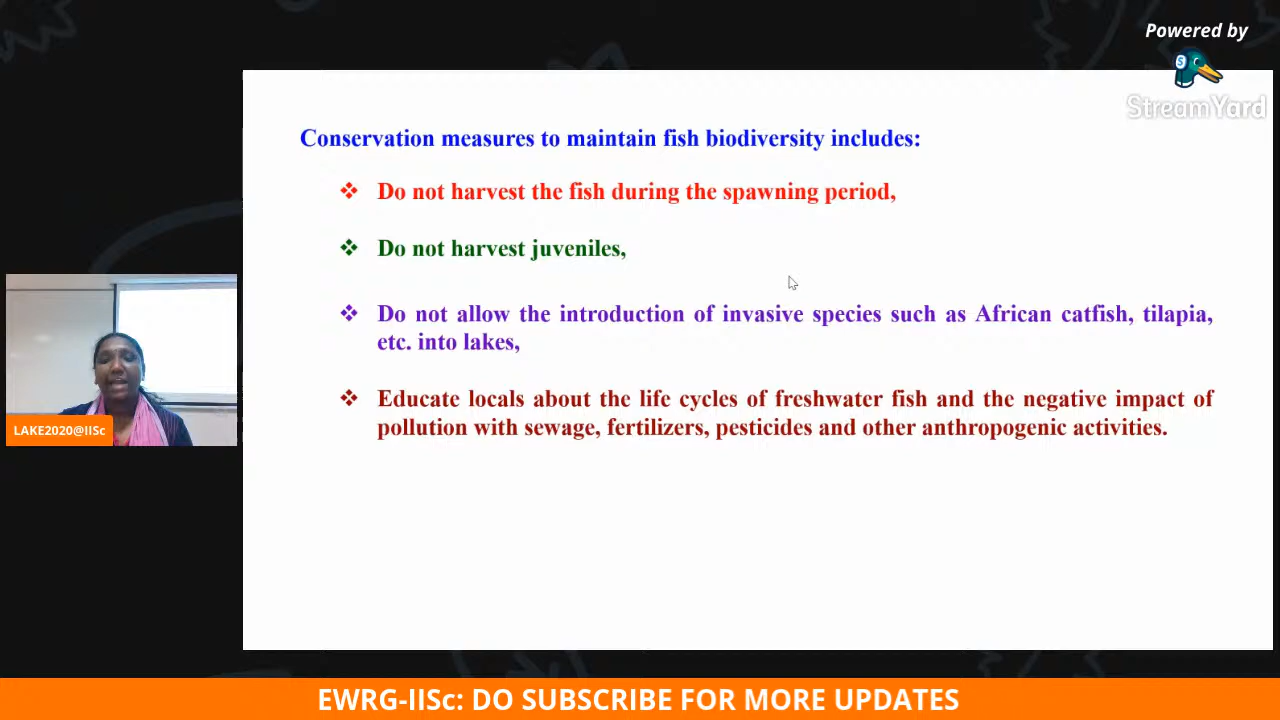 Powered by
StreamYard
Conservation measures to maintain fish biodiversity includes:
Do not harvest the fish during the spawning period,
Do not harvest juveniles,
Do not allow the introduction of invasive species such as African catfish, tilapia,
etc. into lakes,
Educate locals about the life cycles of freshwater fish and the negative impact of
pollution with sewage, fertilizers, pesticides and other anthropogenic activities.
LAKE2020@IISc
EWRG-IISc: DO SUBSCRIBE FOR MORE UPDATES